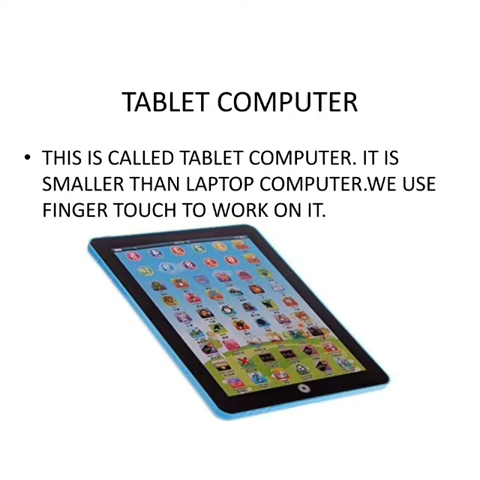 TABLET COMPUTER
• THIS IS CALLED TABLET COMPUTER. IT IS
SMALLER THAN LAPTOP COMPUTER.WE USE
FINGER TOUCH TO WORK ON IT.